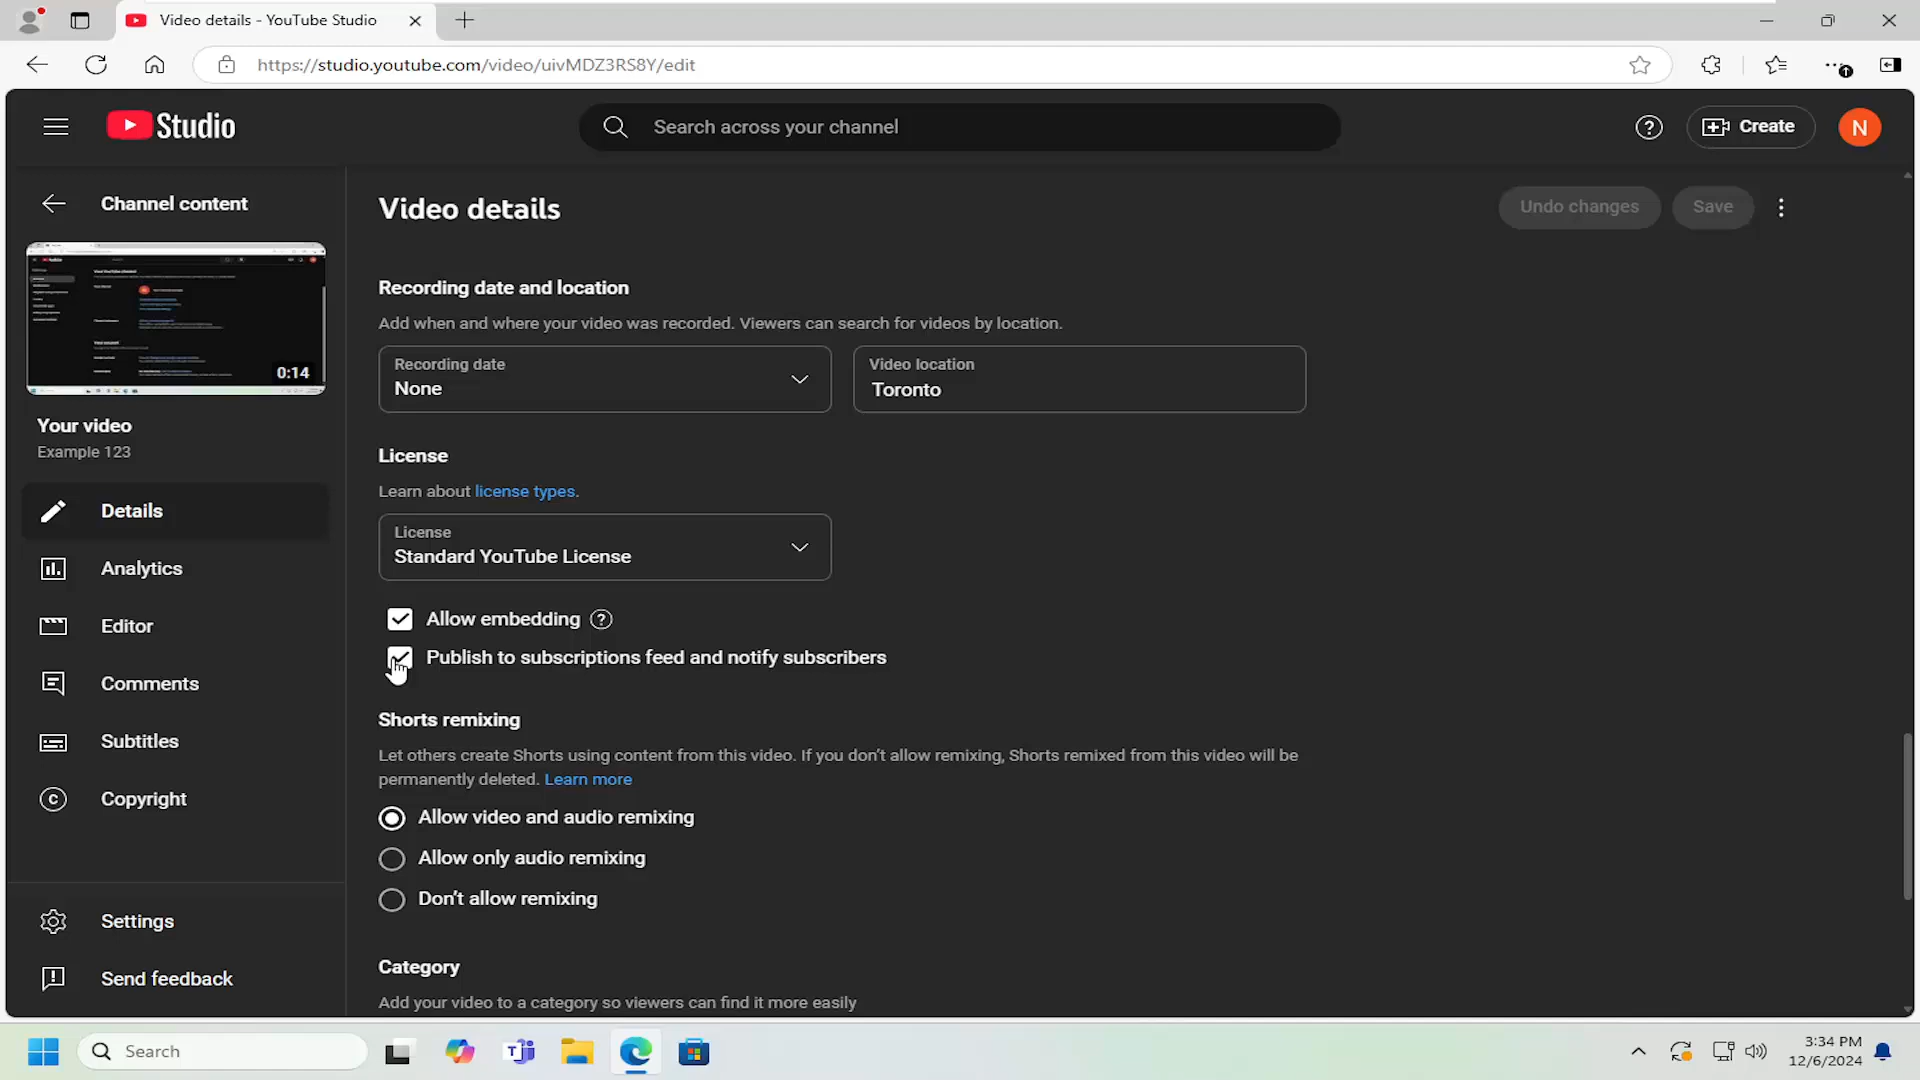 Video details - YouTube Studio
https://studio.youtube.com/video/uivMDZ3RS8Y/edit
Studio
Search across your channel
Create
N
Channel content
Video details
Undo changes
Save
0:14
Your video
Example 123
Details
Analytics
Editor
Comments
Subtitles
Copyright
Settings
Send feedback
Recording date and location
Add when and where your video was recorded. Viewers can search for videos by location.
Recording date
None
Video location
Toronto
License
Learn about license types.
License
Standard YouTube License
Allow embedding
Publish to subscriptions feed and notify subscribers
Shorts remixing
Let others create Shorts using content from this video. If you don't allow remixing, Shorts remixed from this video will be
permanently deleted. Learn more
Allow video and audio remixing
Allow only audio remixing
Don't allow remixing
Category
Add your video to a category so viewers can find it more easily
Search
3:34 PM
12/6/2024